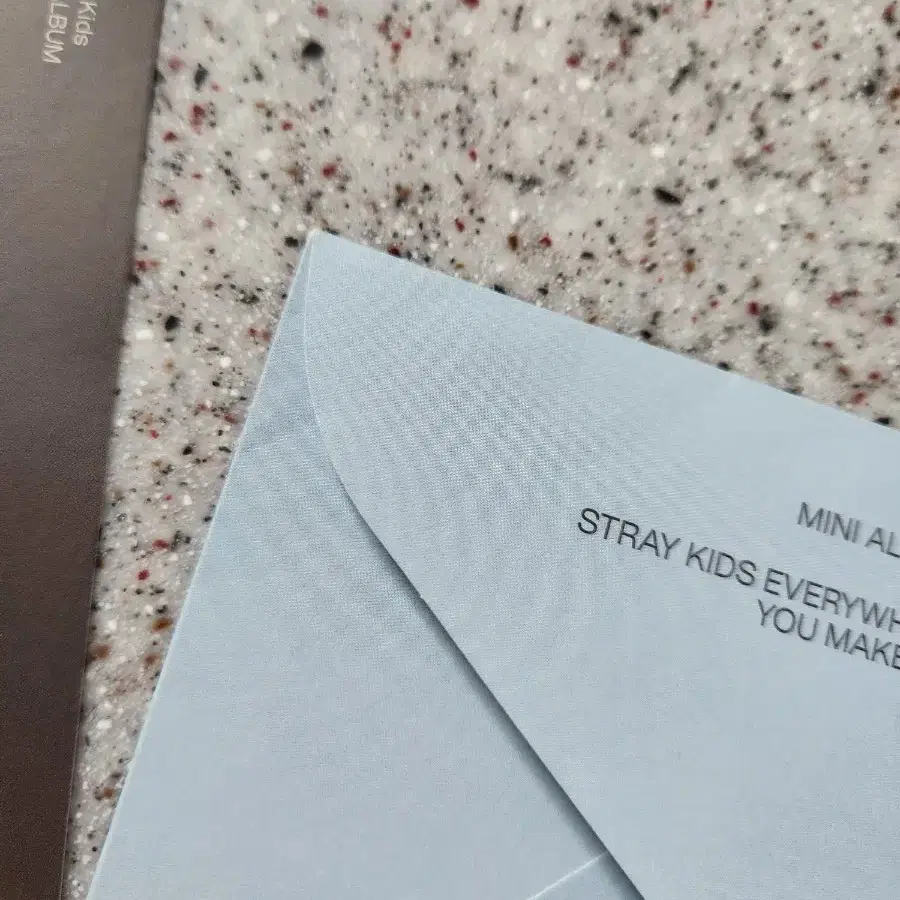 Kids
LBUM
MINI AL
STRAY KIDS EVERYWH
YOU MAKE